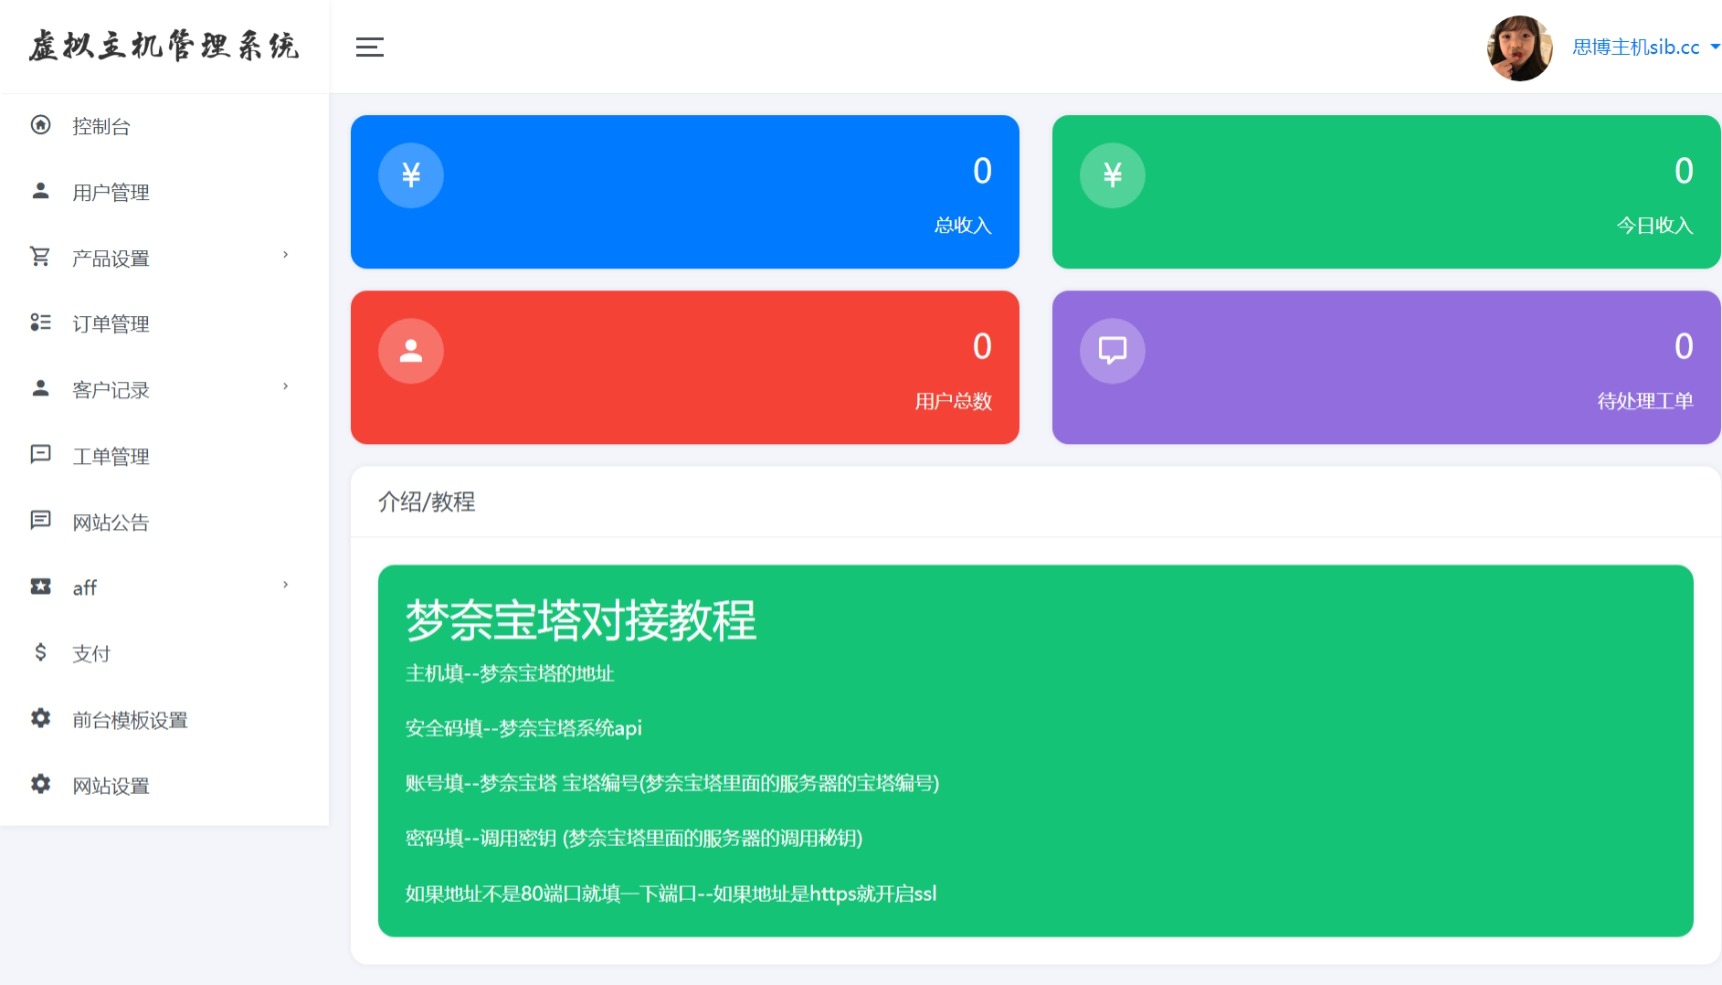 虚拟主机管理系统
思博主机sib.cc
控制台
用户管理
产品设置
订单管理
客户记录
工单管理
网站公告
aff
支付
前台模板设置
网站设置
¥
0
总收入
¥
0
今日收入
0
用户总数
0
待处理工单
介绍/教程
梦奈宝塔对接教程
主机填--梦奈宝塔的地址
安全码填--梦奈宝塔系统api
账号填--梦奈宝塔 宝塔编号(梦奈宝塔里面的服务器的宝塔编号)
密码填--调用密钥 (梦奈宝塔里面的服务器的调用秘钥)
如果地址不是80端口就填一下端口--如果地址是https就开启ssl